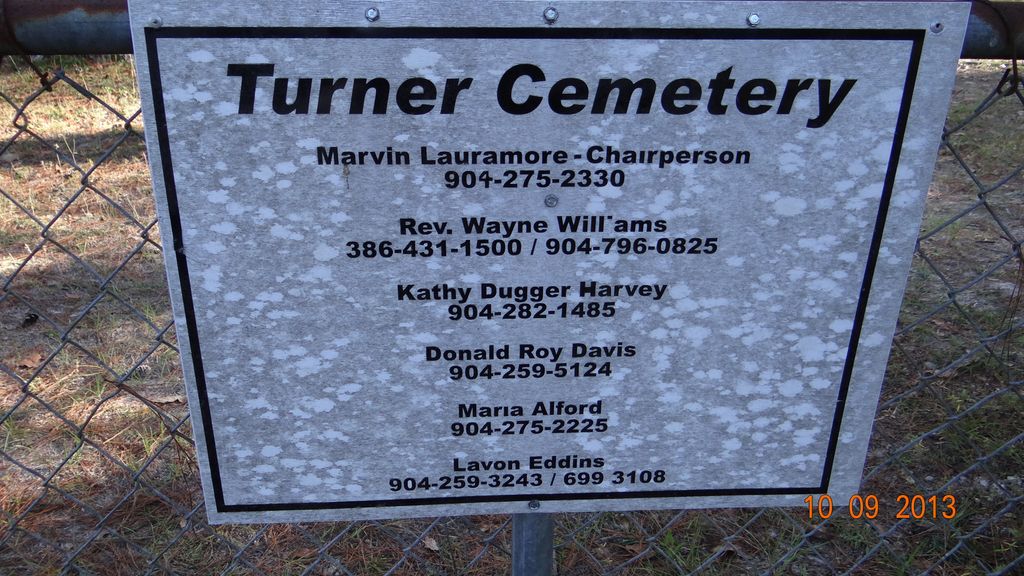 Turner Cemetery
Marvin Lauramore - Chairperson
904-275-2330
Rev. Wayne Williams
386-431-1500 / 904-796-0825
Kathy Dugger Harvey
904-282-1485
Donald Roy Davis
904-259-5124
Maria Alford
904-275-2225
Lavon Eddins
904-259-3243 / 699 3108
10 09 2013